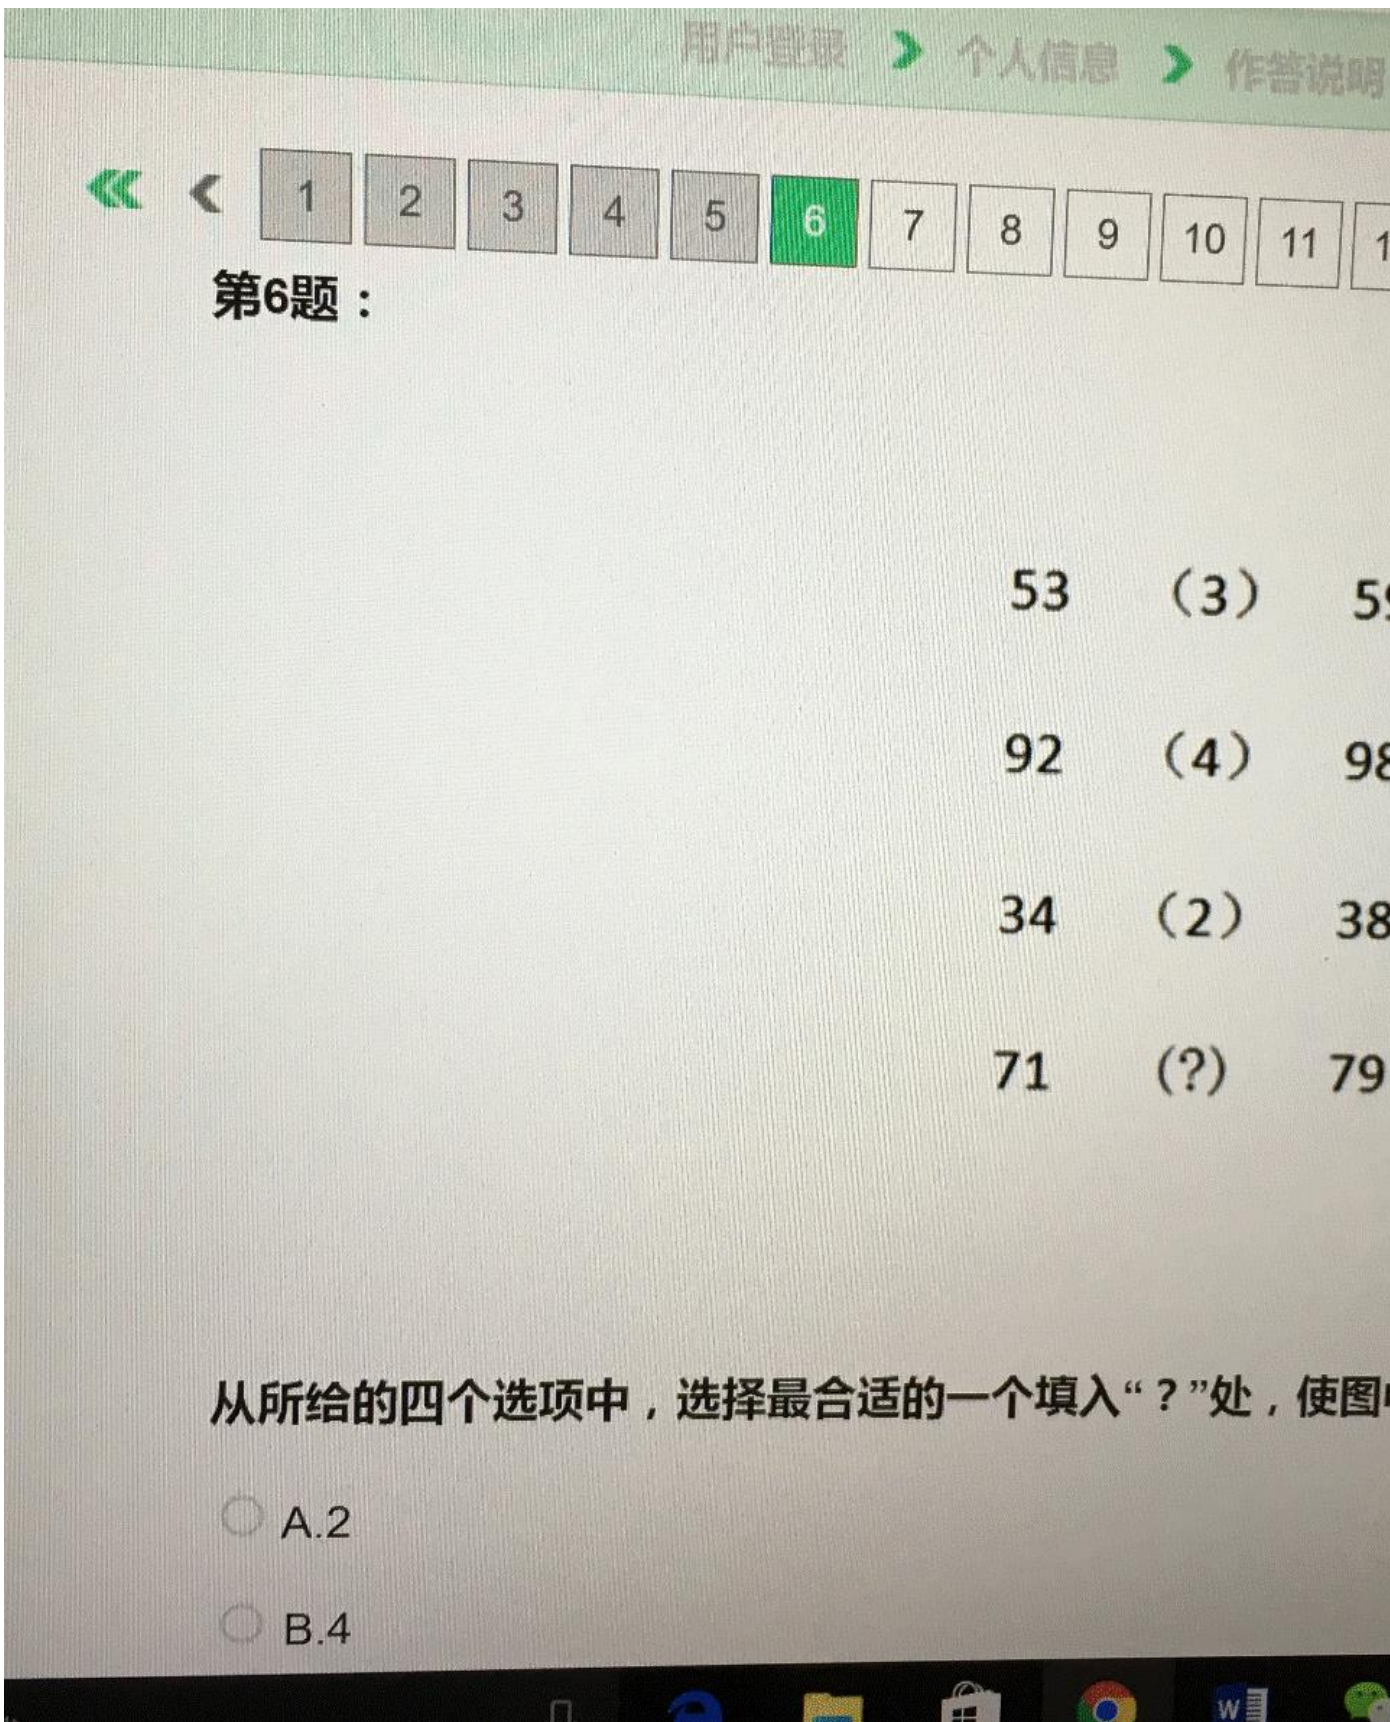 用户登录 个人信息 作答说明
1 2 3 4 5 6 7 8 9 10 11 1
第6题：
53 （3） 59
92 （4） 98
34 （2） 38
71 (?) 79
从所给的四个选项中，选择最合适的一个填入“？”处，使图
A.2
B.4
W